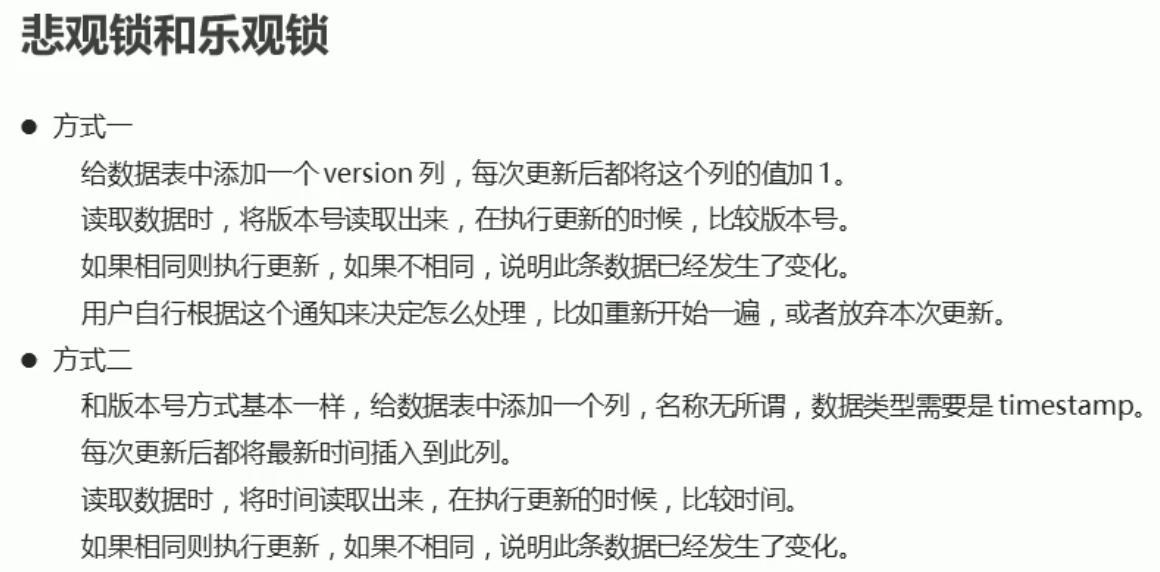 悲观锁和乐观锁
● 方式一
给数据表中添加一个 version 列，每次更新后都将这个列的值加 1。
读取数据时，将版本号读取出来，在执行更新的时候，比较版本号。
如果相同则执行更新，如果不相同，说明此条数据已经发生了变化。
用户自行根据这个通知来决定怎么处理，比如重新开始一遍，或者放弃本次更新。
● 方式二
和版本号方式基本一样，给数据表中添加一个列，名称无所谓，数据类型需要是 timestamp。
每次更新后都将最新时间插入到此列。
读取数据时，将时间读取出来，在执行更新的时候，比较时间。
如果相同则执行更新，如果不相同，说明此条数据已经发生了变化。